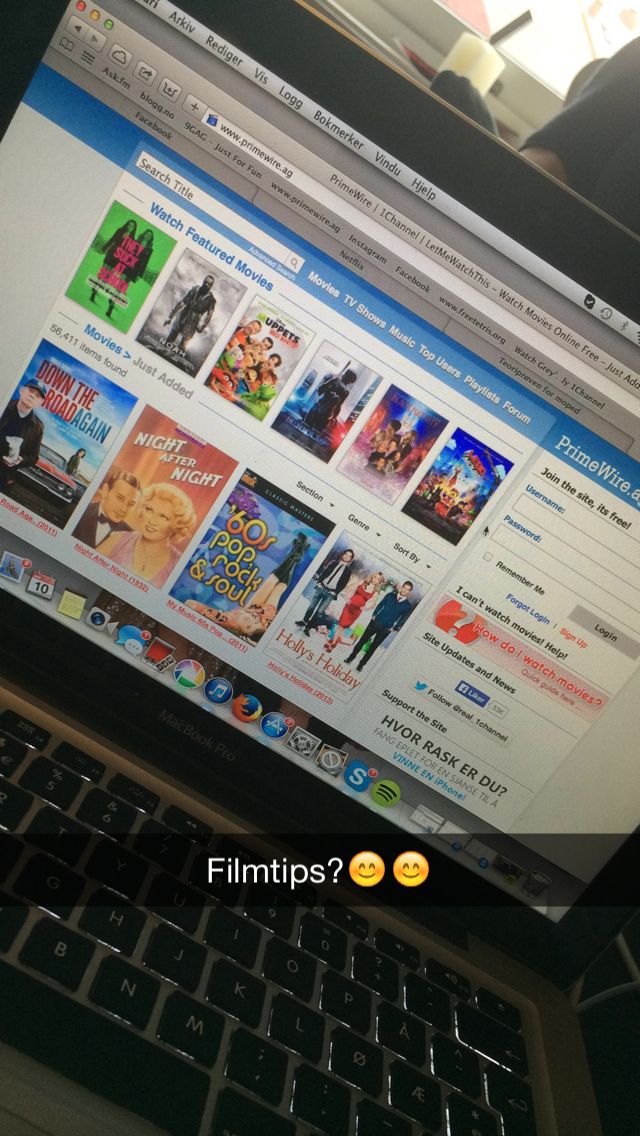 Arkiv Rediger Vis Logg Bokmerker Vindu Hjelp
PrimeWire | 1Channel | LetMeWatchThis - Watch Movies Online Free - Just Add
www.primewire.ag
Ask.fm blogg.no 9GAG - Just For Fun www.primewire.ag Instagram Facebook www.freetetris.org Watch Grey'
Facebook Netflix Teoriprøven for moped
ly 1Channel
Search Title
Advanced Search
Movies TV Shows Music Top Users Playlists Forum
PrimeWire.a
Watch Featured Movies
THEY SUCK AT
NOAH
MUPPETS
Movies > Just Added
56,411 items found
Section Genre Sort By
DOWN THE ROAD AGAIN
NIGHT AFTER NIGHT
CLASSIC MASTERS
'60s pop, rock & soul
Holly's Holiday
Road Age.. (2011)
Night After Night (1932)
My Music 60s Pop... (2011)
Holly's Holiday (2013)
Join the site, its free!
Username:
Password:
Remember Me
Login
Forgot Login / Sign Up
I can't watch movies! Help!
How do I watch movies?
Quick guide here
Site Updates and News
Follow @real_1channel
Liker 33K
Support the Site
HVOR RASK ER DU?
FANG EPLET FOR EN SJANSE TIL Å
VINNE EN iPhone!
10
MacBook Pro
Filmtips?😊😊
% 5
& 6
/ 7
) 9
= 0
? +
T Y U I O P Å
G H J K L Ø Æ
B N M